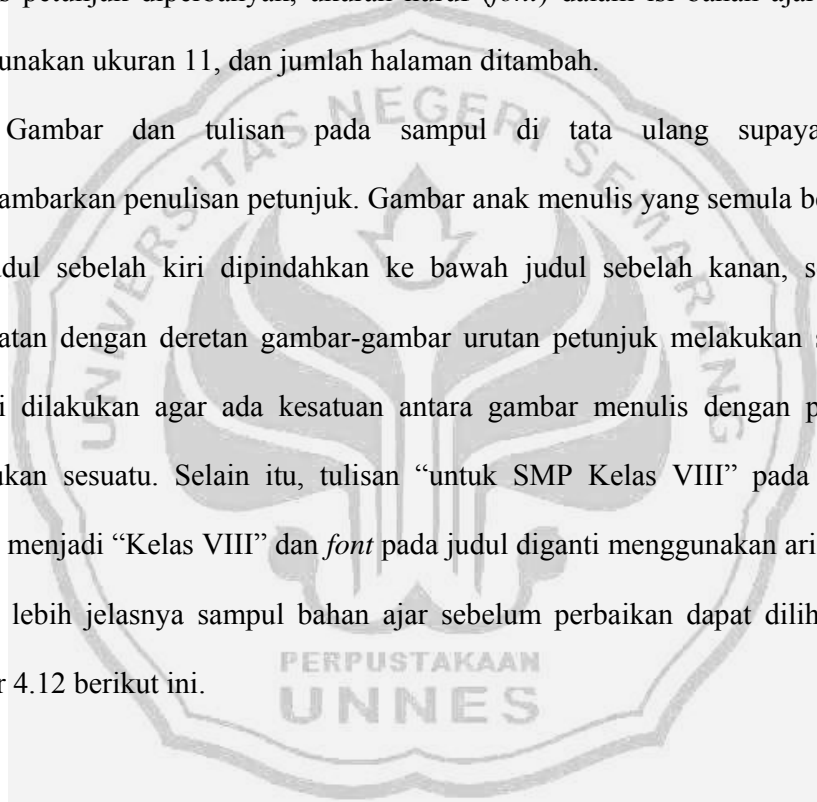 petunjuk diperbanyak, ukuran huruf (font) dalam isi bahan ajar
unakan ukuran 11, dan jumlah halaman ditambah.
Gambar dan tulisan pada sampul di tata ulang supaya
ambarkan penulisan petunjuk. Gambar anak menulis yang semula be
dul sebelah kiri dipindahkan ke bawah judul sebelah kanan, s
atan dengan deretan gambar-gambar urutan petunjuk melakukan s
i dilakukan agar ada kesatuan antara gambar menulis dengan p
ukan sesuatu. Selain itu, tulisan “untuk SMP Kelas VIII” pada
menjadi “Kelas VIII” dan font pada judul diganti menggunakan ari
lebih jelasnya sampul bahan ajar sebelum perbaikan dapat dilih
r 4.12 berikut ini.
UNIVERSITAS NEGERI SEMARANG
PERPUSTAKAAN
UNNES